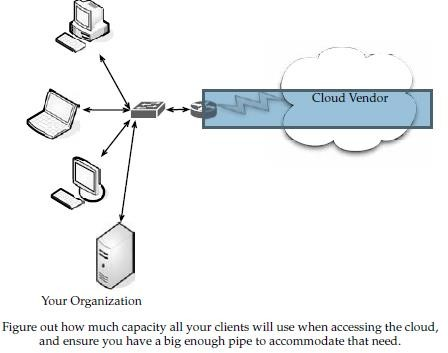 Cloud Vendor
Your Organization
Figure out how much capacity all your clients will use when accessing the cloud,
and ensure you have a big enough pipe to accommodate that need.